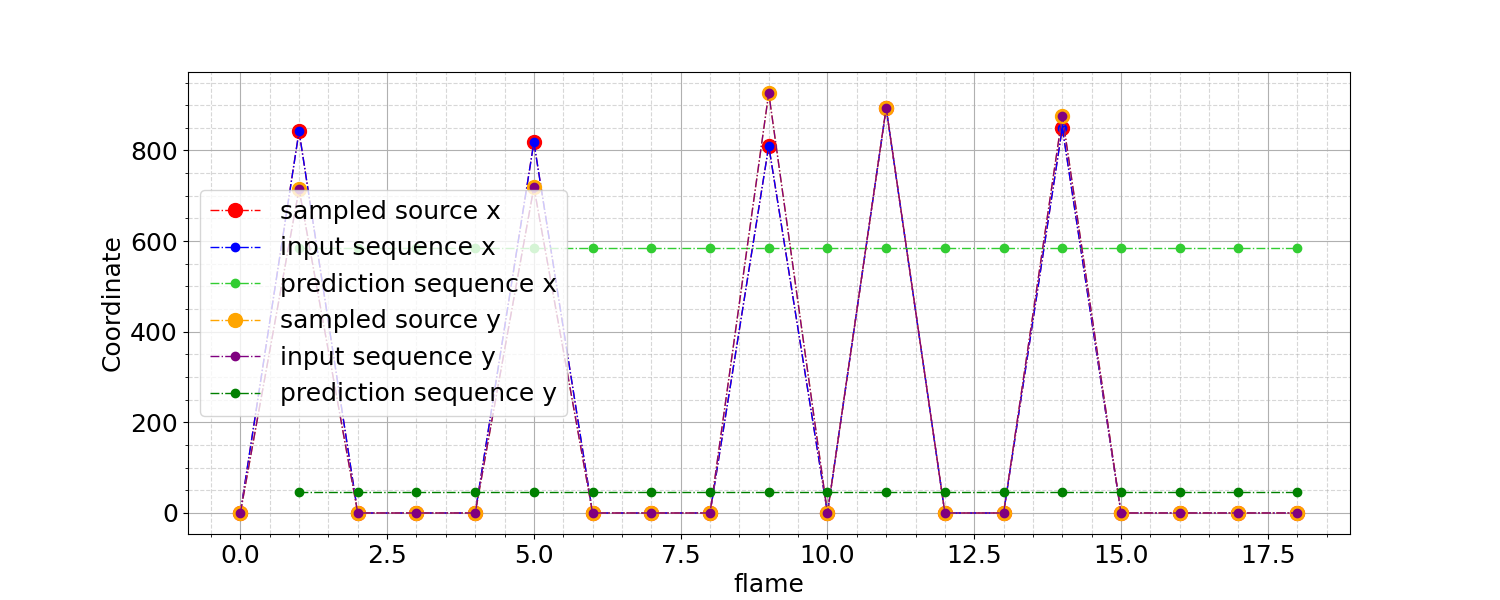 800
600
400
200
0
Coordinate
sampled source x
input sequence x
prediction sequence x
sampled source y
input sequence y
prediction sequence y
0.0 2.5 5.0 7.5 10.0 12.5 15.0 17.5
flame